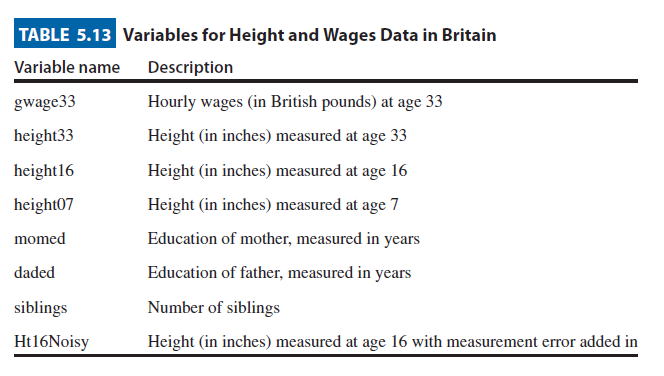 TABLE 5.13 Variables for Height and Wages Data in Britain
Variable name Description
gwage33 Hourly wages (in British pounds) at age 33
height33 Height (in inches) measured at age 33
height16 Height (in inches) measured at age 16
height07 Height (in inches) measured at age 7
momed Education of mother, measured in years
daded Education of father, measured in years
siblings Number of siblings
Ht16Noisy Height (in inches) measured at age 16 with measurement error added in